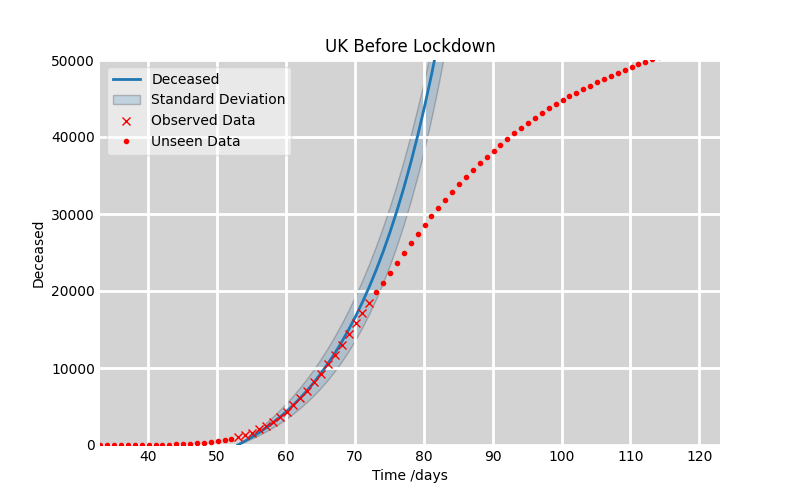 UK Before Lockdown
50000
40000
30000
20000
10000
0
Deceased
Deceased
Standard Deviation
Observed Data
Unseen Data
40 50 60 70 80 90 100 110 120
Time /days